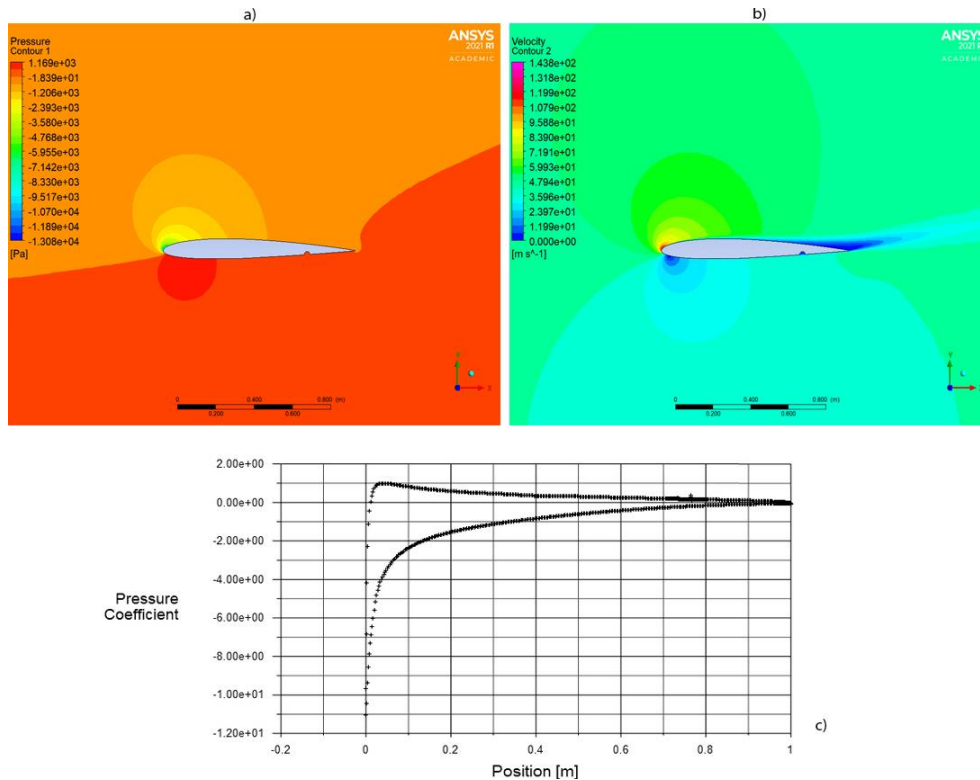 a)
b)
Pressure
Contour 1
1.169e+03
-1.839e+01
-1.206e+03
-2.393e+03
-3.580e+03
-4.768e+03
-5.955e+03
-7.142e+03
-8.330e+03
-9.517e+03
-1.070e+04
-1.189e+04
-1.308e+04
[Pa]
ANSYS
2021 R1
ACADEMIC
Y
X
0 0.400 0.800 (m)
0.200 0.600
Velocity
Contour 2
1.438e+02
1.318e+02
1.199e+02
1.079e+02
9.588e+01
8.390e+01
7.191e+01
5.993e+01
4.794e+01
3.596e+01
2.397e+01
1.199e+01
0.000e+00
[m s^-1]
ANSYS
2021 R1
ACADEMIC
Y
X
0 0.400 0.800 (m)
0.200 0.600
2.00e+00
0.00e+00
-2.00e+00
-4.00e+00
-6.00e+00
-8.00e+00
-1.00e+01
-1.20e+01
Pressure
Coefficient
-0.2 0 0.2 0.4 0.6 0.8 1
Position [m]
c)